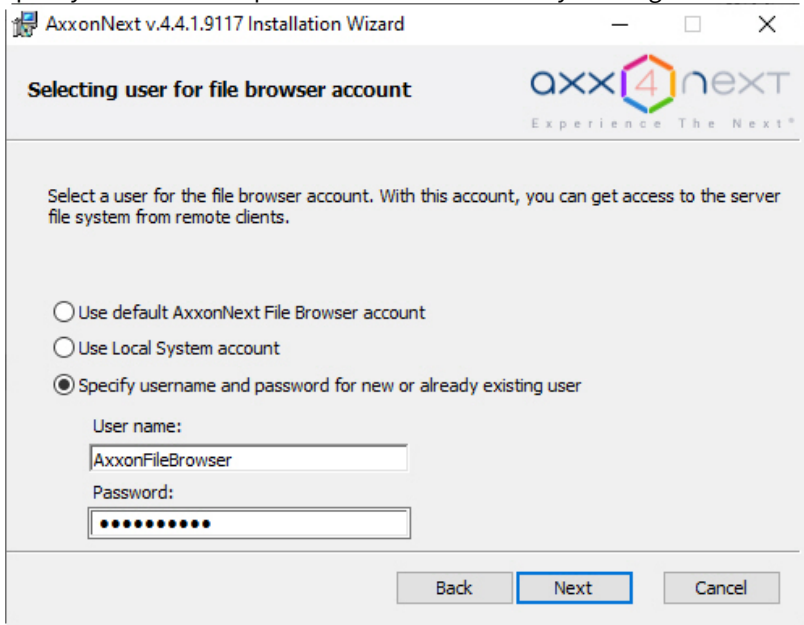 AxxonNext v.4.4.1.9117 Installation Wizard
Selecting user for file browser account
axx4next
Experience The Next®
Select a user for the file browser account. With this account, you can get access to the server
file system from remote clients.
Use default AxxonNext File Browser account
Use Local System account
Specify username and password for new or already existing user
User name:
AxxonFileBrowser
Password:
••••••••••
Back
Next
Cancel